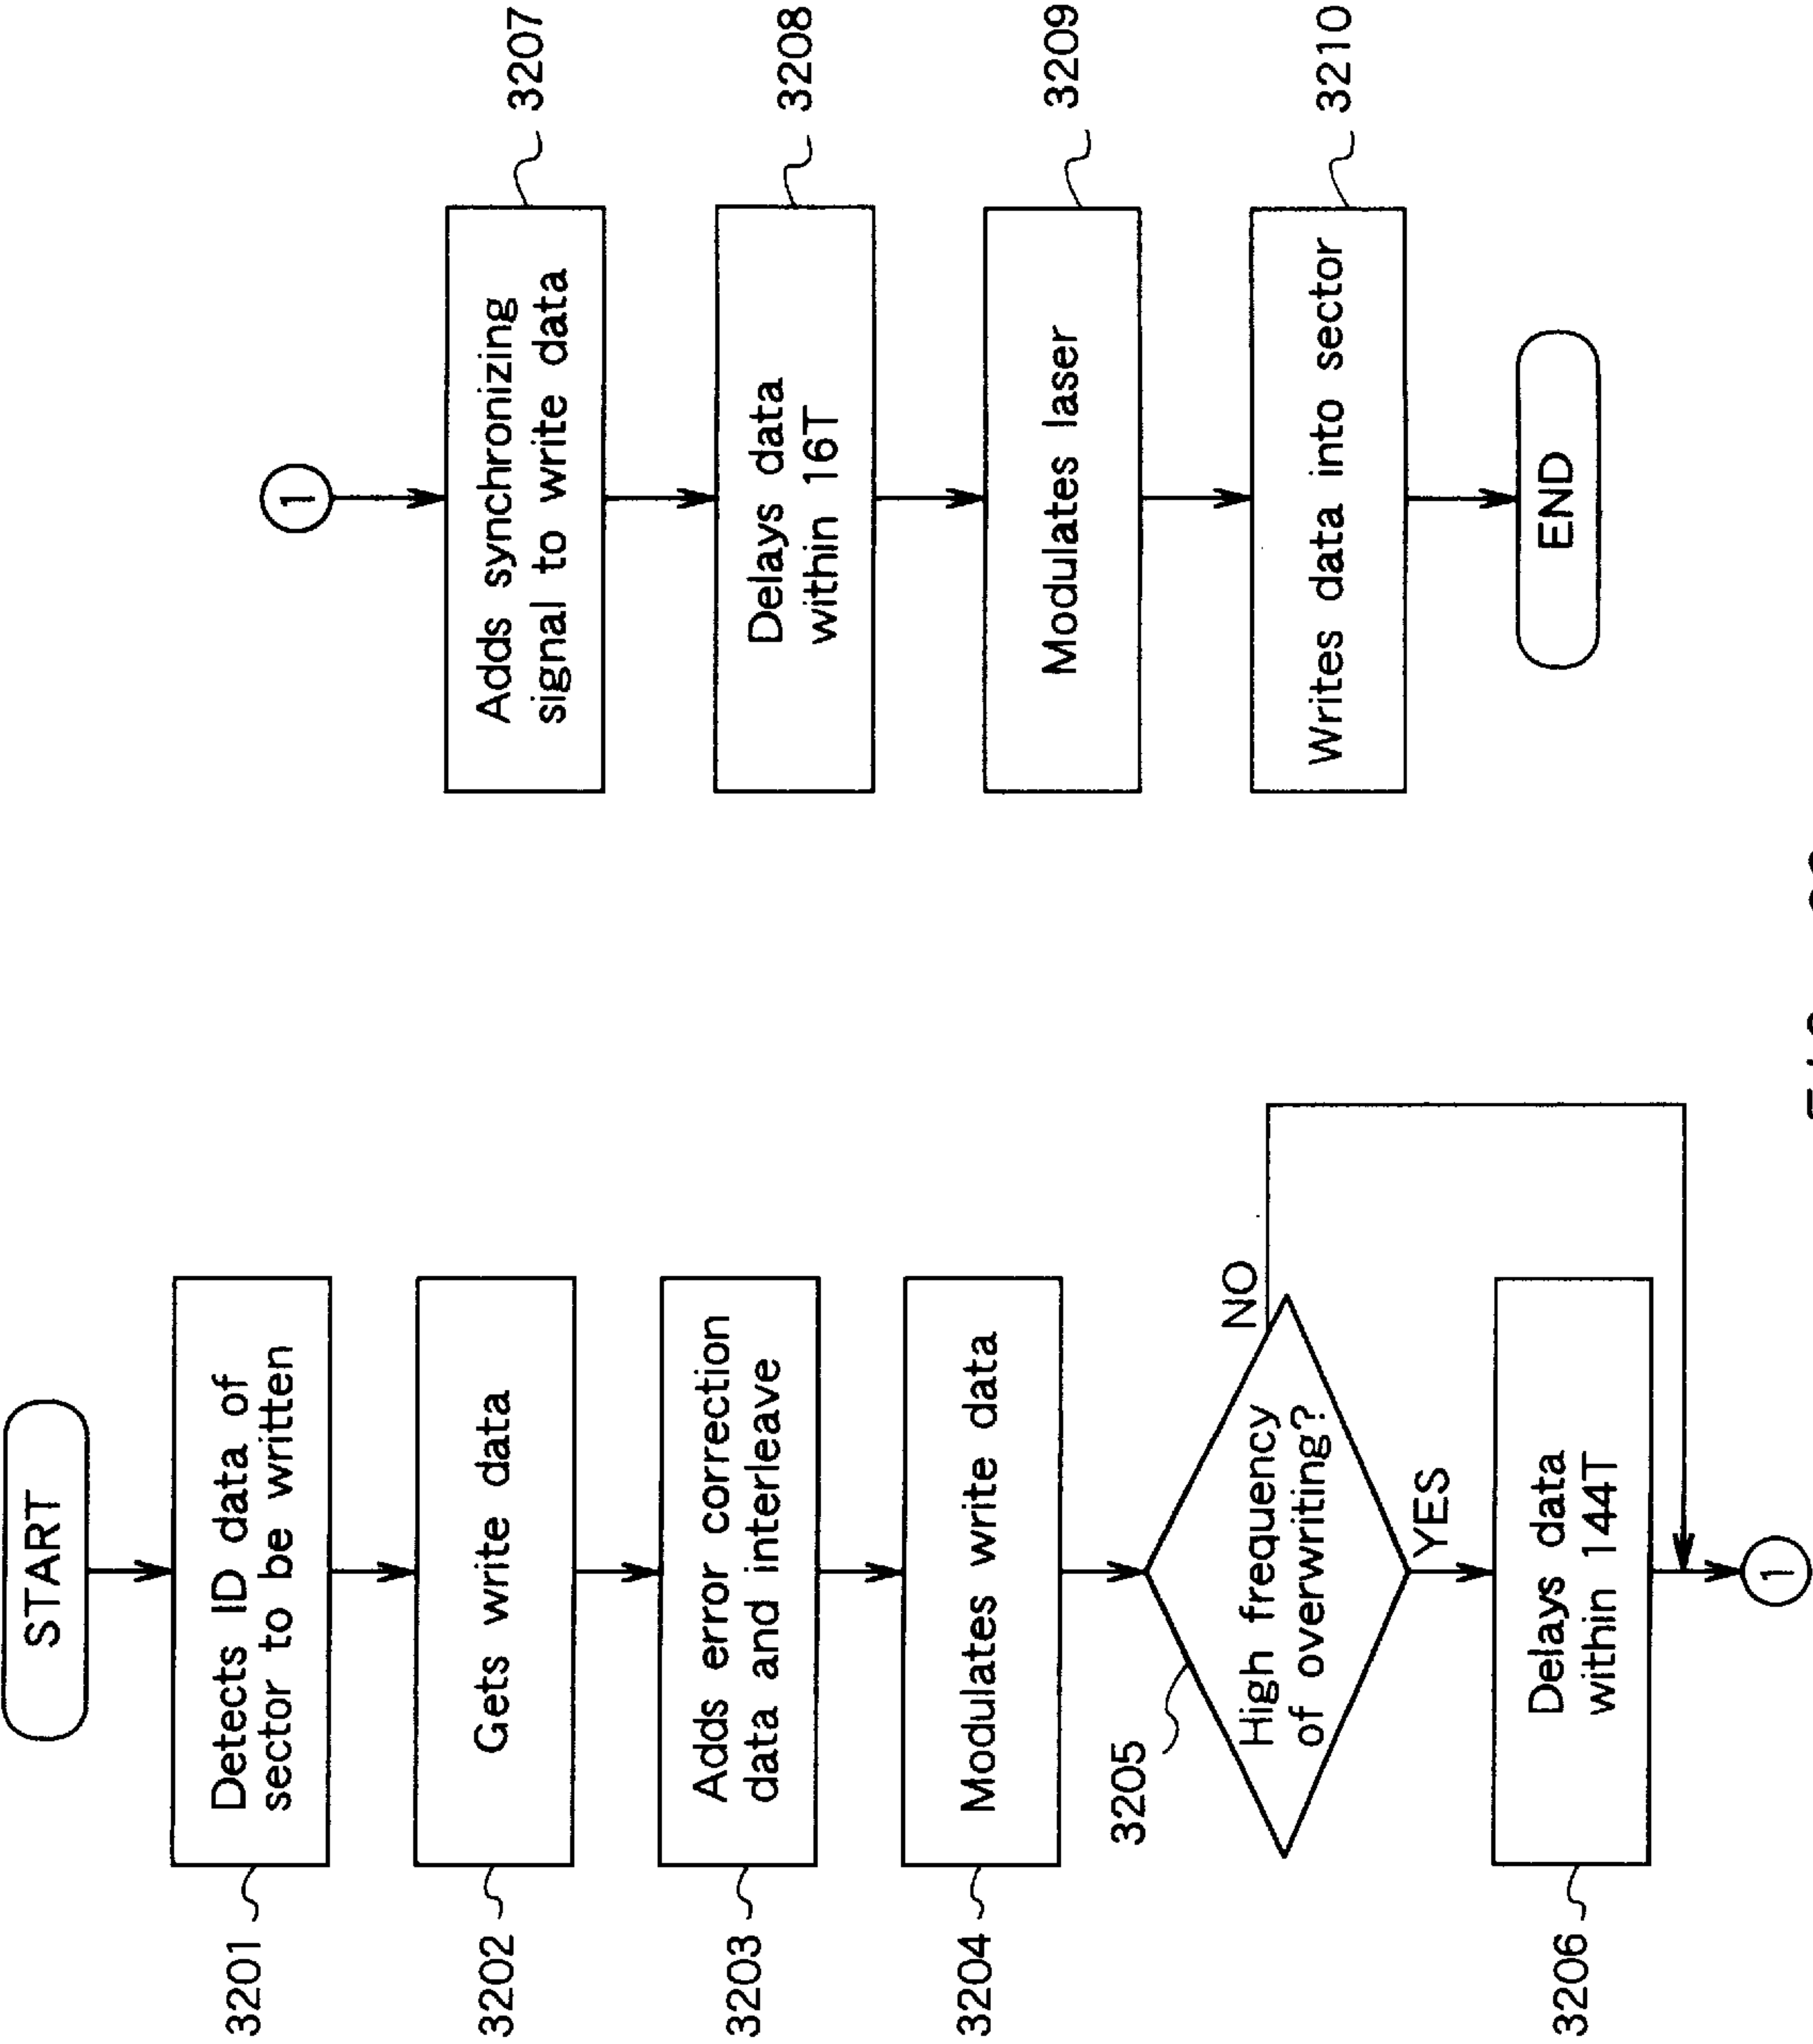 START
3201
Detects ID data of
sector to be written
3202
Gets write data
3203
Adds error correction
data and interleave
3204
Modulates write data
3205
High frequency
of overwriting?
NO
YES
3206
Delays data
within 144T
1
1
3207
Adds synchronizing
signal to write data
3208
Delays data
within 16T
3209
Modulates laser
3210
Writes data into sector
END